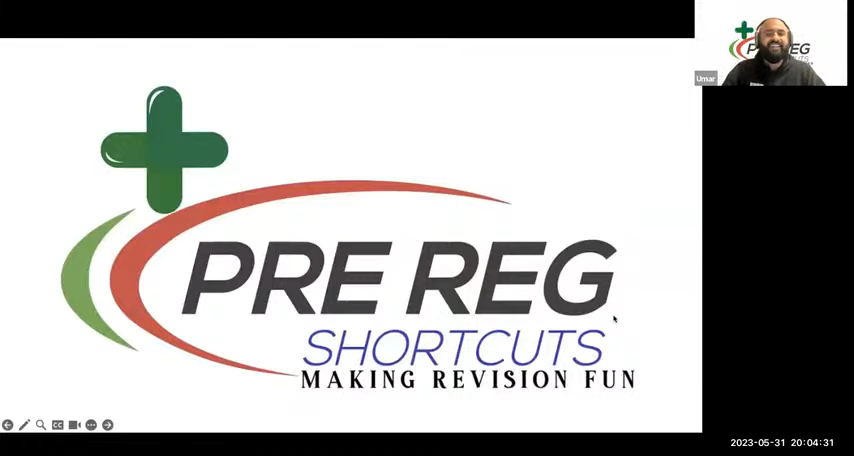 PRE REG
SHORTCUTS
MAKING REVISION FUN
Umar
2023-05-31 20:04:31